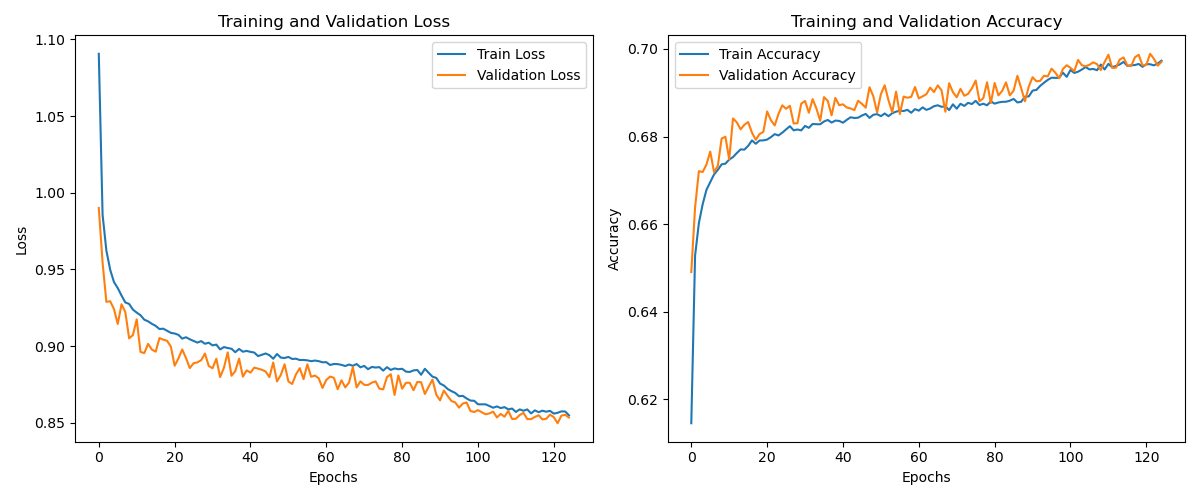 Training and Validation Loss
1.10
1.05
1.00
0.95
0.90
0.85
Loss
Train Loss
Validation Loss
0 20 40 60 80 100 120
Epochs
Training and Validation Accuracy
0.70
0.68
0.66
0.64
0.62
Accuracy
Train Accuracy
Validation Accuracy
0 20 40 60 80 100 120
Epochs